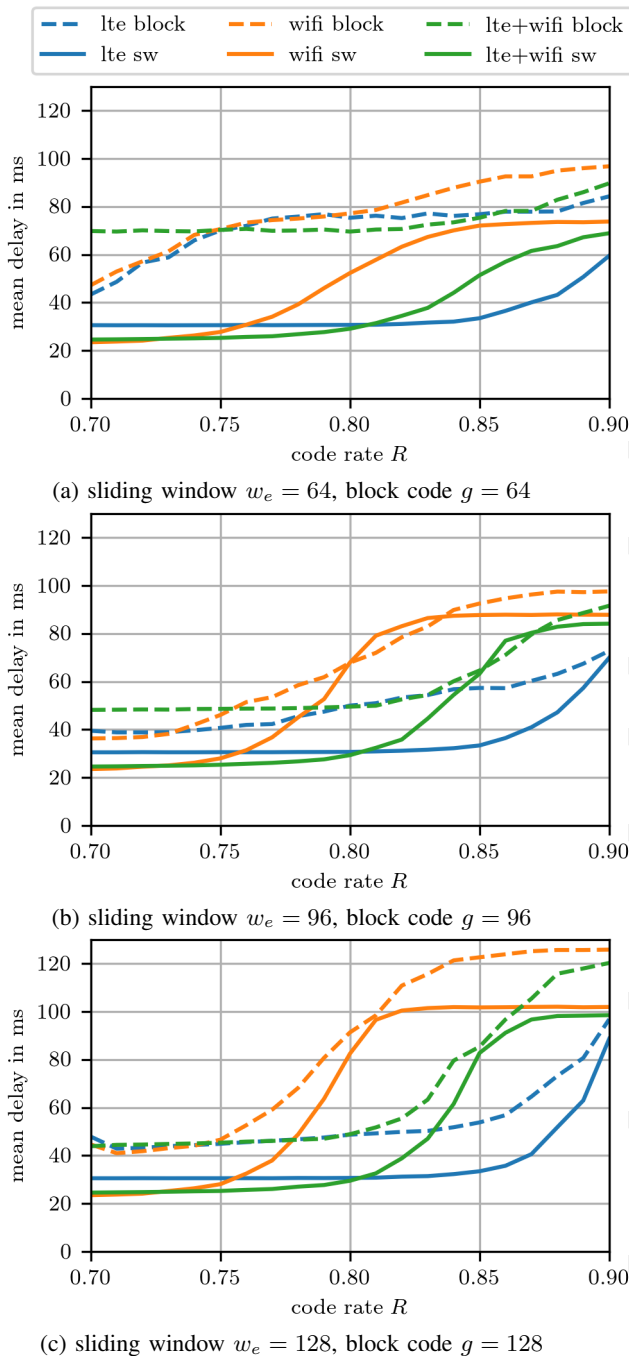 lte block wifi block lte+wifi block
lte sw wifi sw lte+wifi sw
120
100
80
60
40
20
0
mean delay in ms
0.70 0.75 0.80 0.85 0.90
code rate R
(a) sliding window w_e = 64, block code g = 64
120
100
80
60
40
20
0
mean delay in ms
0.70 0.75 0.80 0.85 0.90
code rate R
(b) sliding window w_e = 96, block code g = 96
120
100
80
60
40
20
0
mean delay in ms
0.70 0.75 0.80 0.85 0.90
code rate R
(c) sliding window w_e = 128, block code g = 128